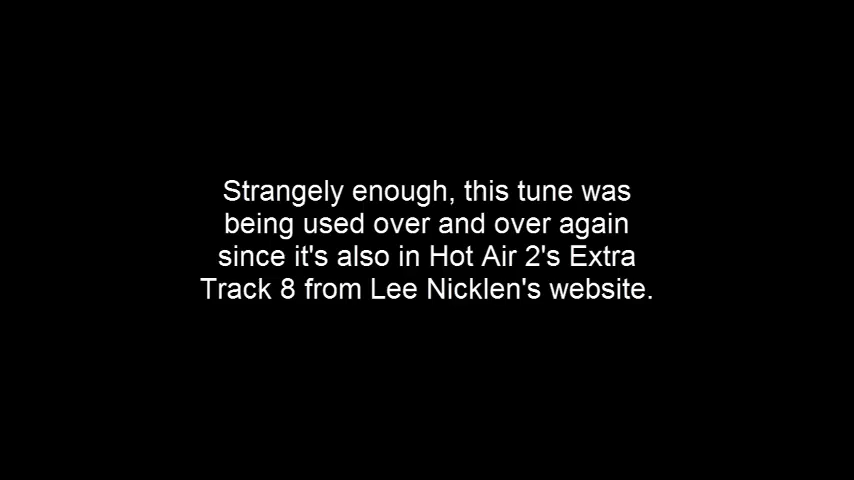 Strangely enough, this tune was
being used over and over again
since it's also in Hot Air 2's Extra
Track 8 from Lee Nicklen's website.